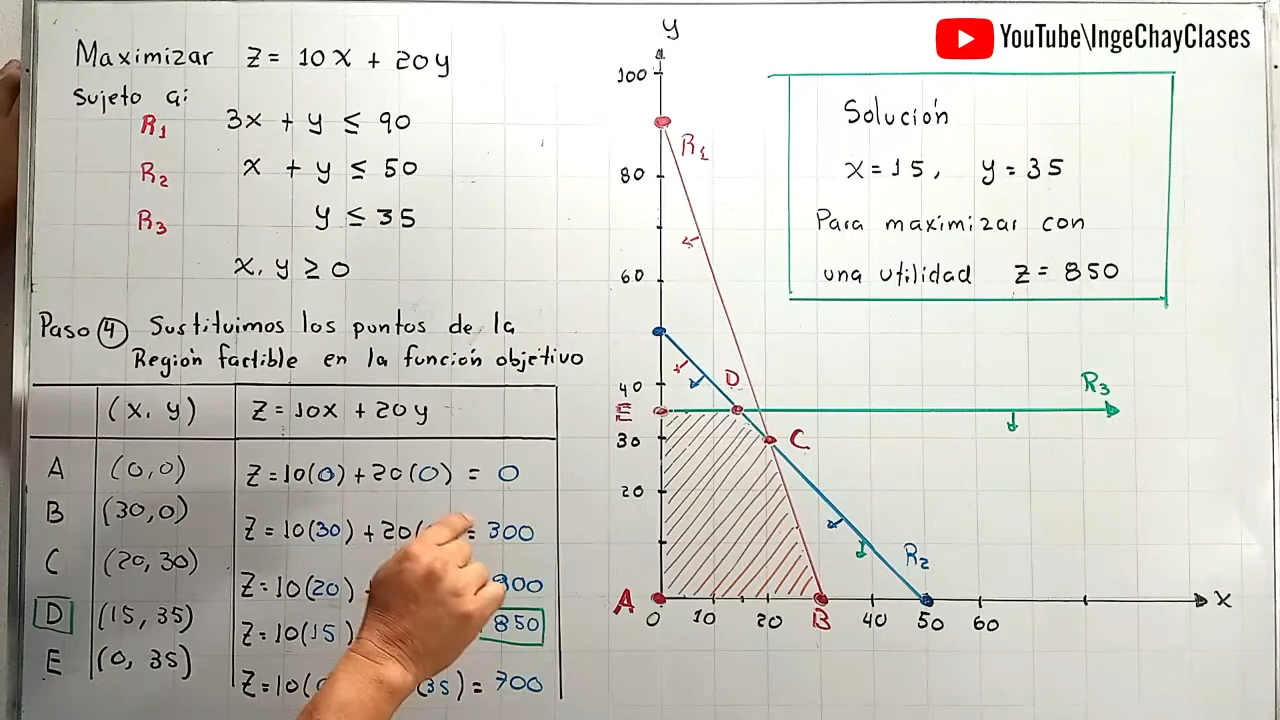 YouTube\IngeChayClases
Maximizar Z = 10x + 20y
Sujeto a:
R1 3x + y ≤ 90
R2 x + y ≤ 50
R3 y ≤ 35
x, y ≥ 0
Paso 4 Sustituimos los puntos de la
Región factible en la función objetivo
(x, y) Z = 10x + 20y
A (0,0) Z = 10(0) + 20(0) = 0
B (30,0) Z = 10(30) + 20( = 300
C (20, 30) Z = 10(20) 00
D (15, 35) Z = 10(15 850
E (0, 35) Z = 10( (35) = 700
y
100
80
60
40
E
30
20
R1
D
C
R3
R2
A
B
x
0 10 20 40 50 60
Solución
x = 15, y = 35
Para maximizar con
una utilidad Z = 850